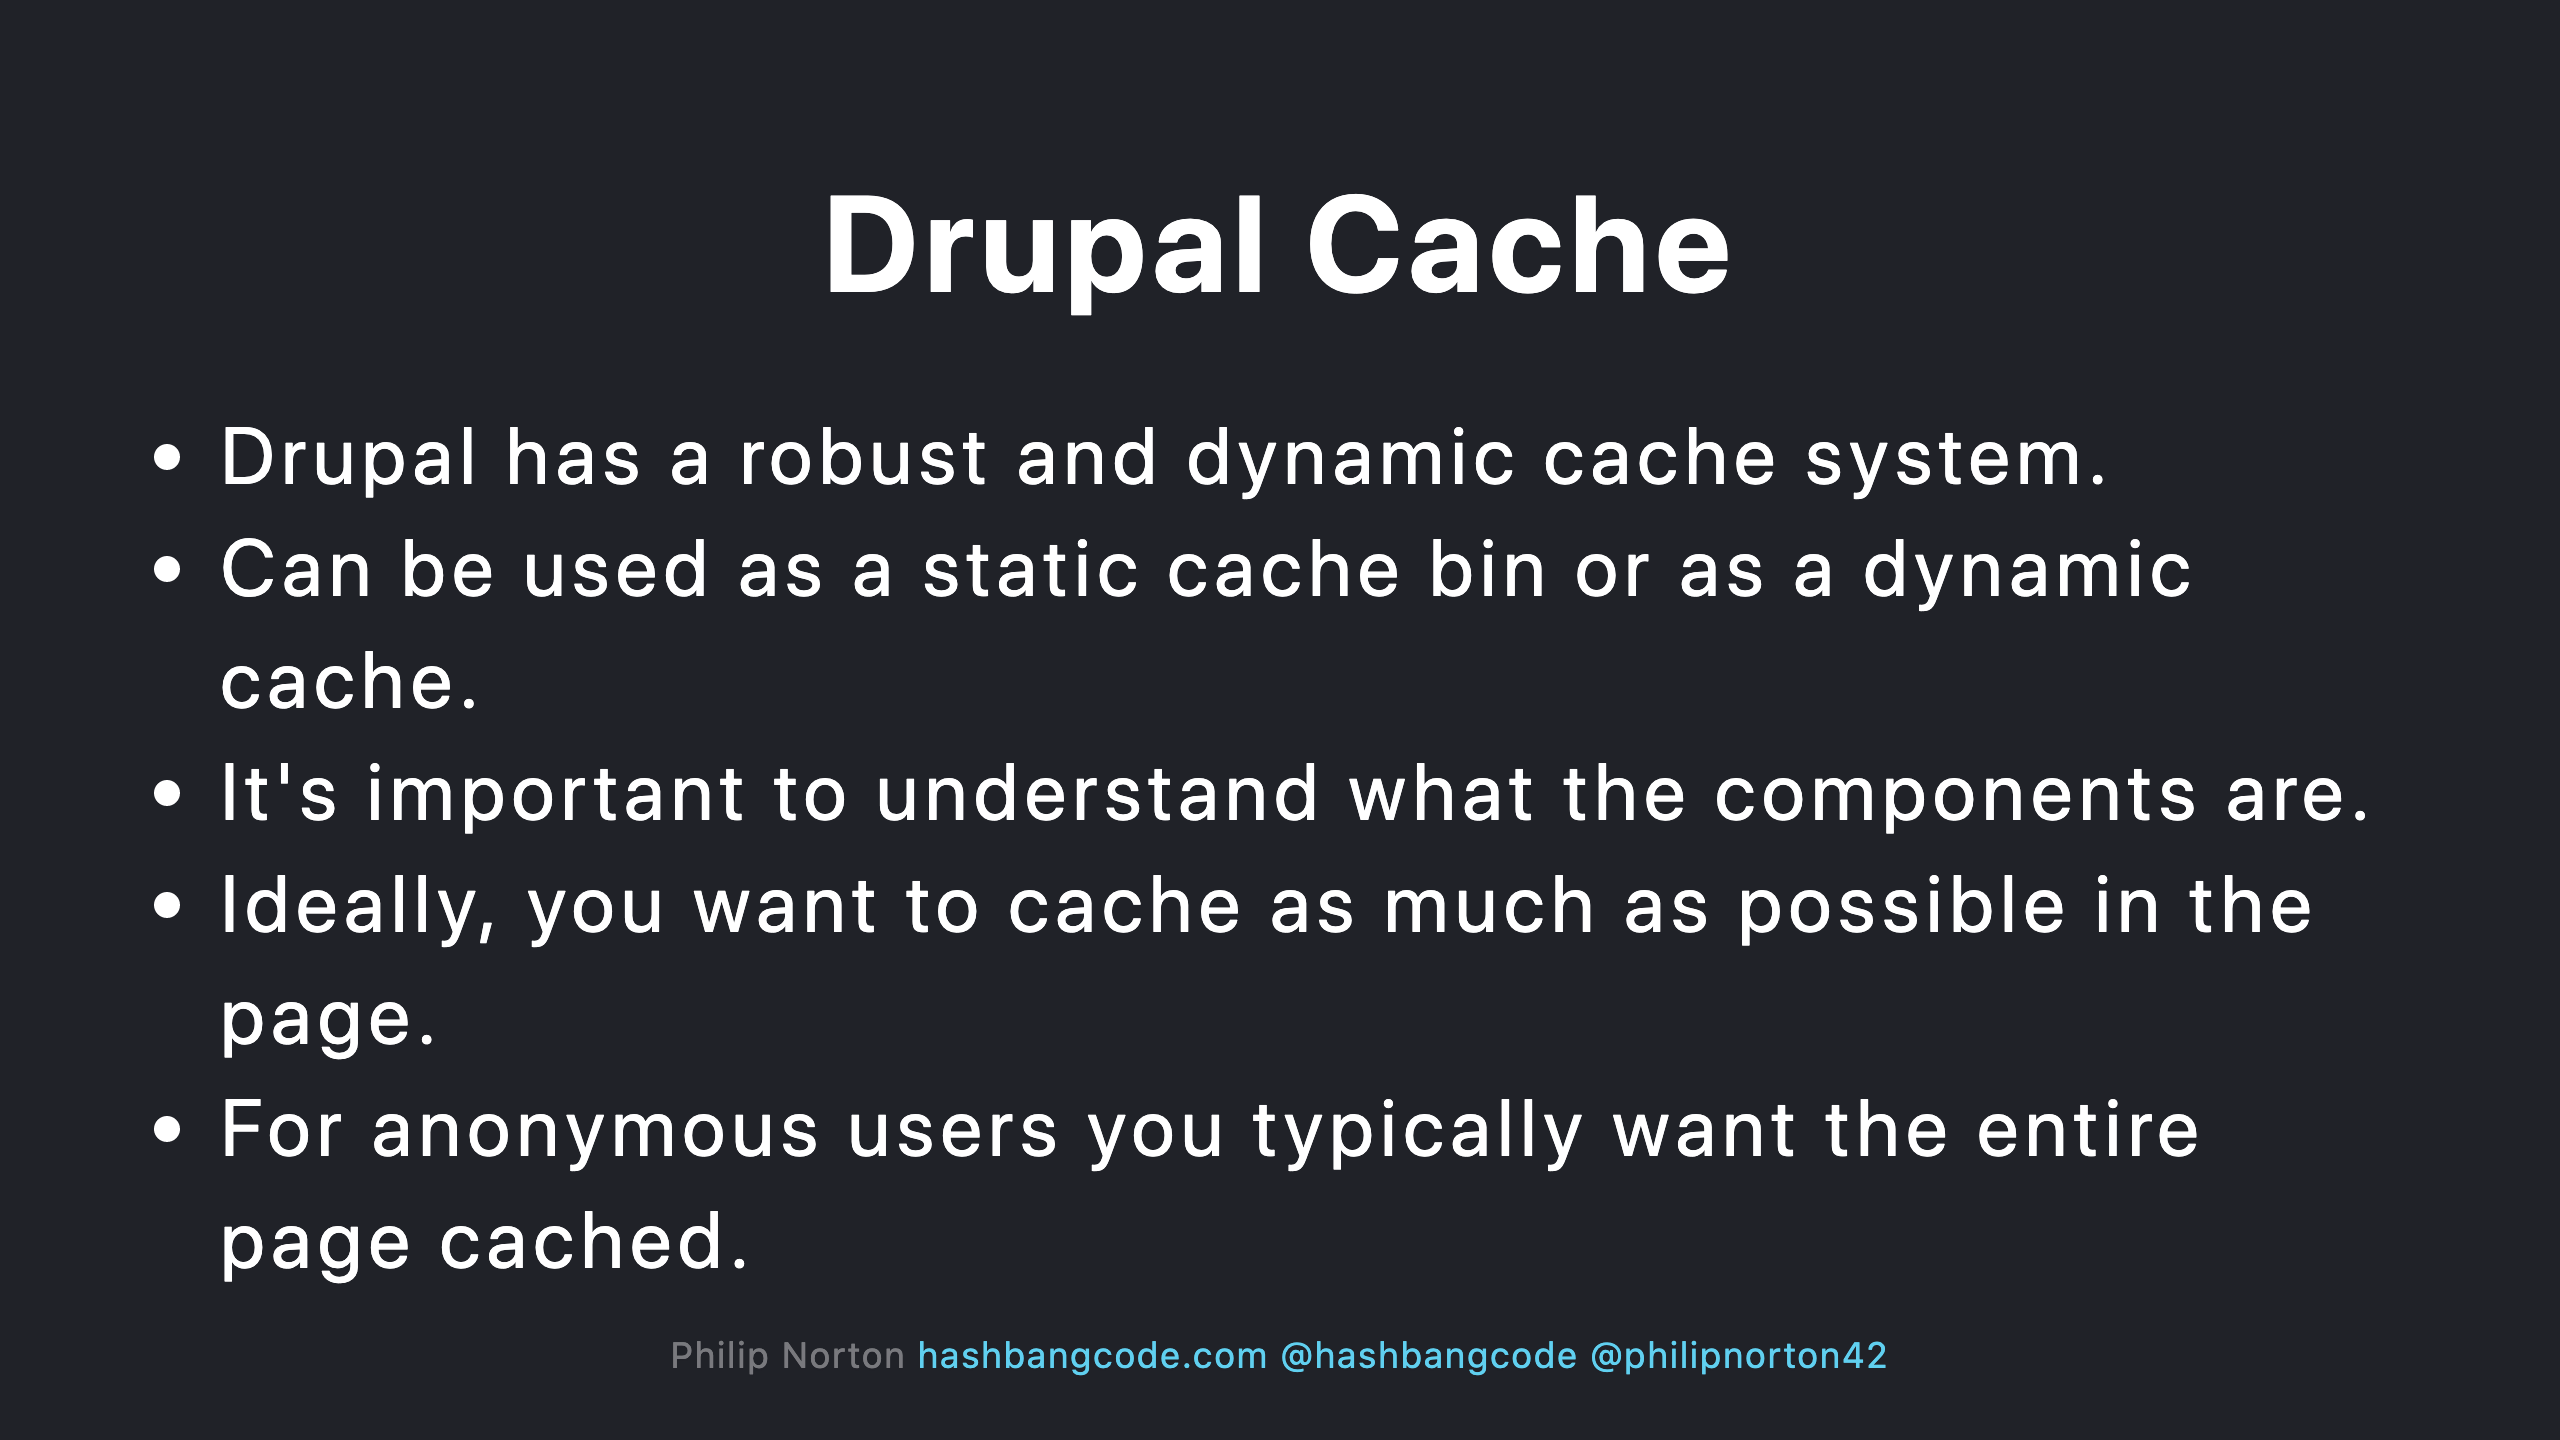 Drupal Cache
• Drupal has a robust and dynamic cache system.
• Can be used as a static cache bin or as a dynamic
cache.
• It's important to understand what the components are.
• Ideally, you want to cache as much as possible in the
page.
• For anonymous users you typically want the entire
page cached.
Philip Norton hashbangcode.com @hashbangcode @philipnorton42